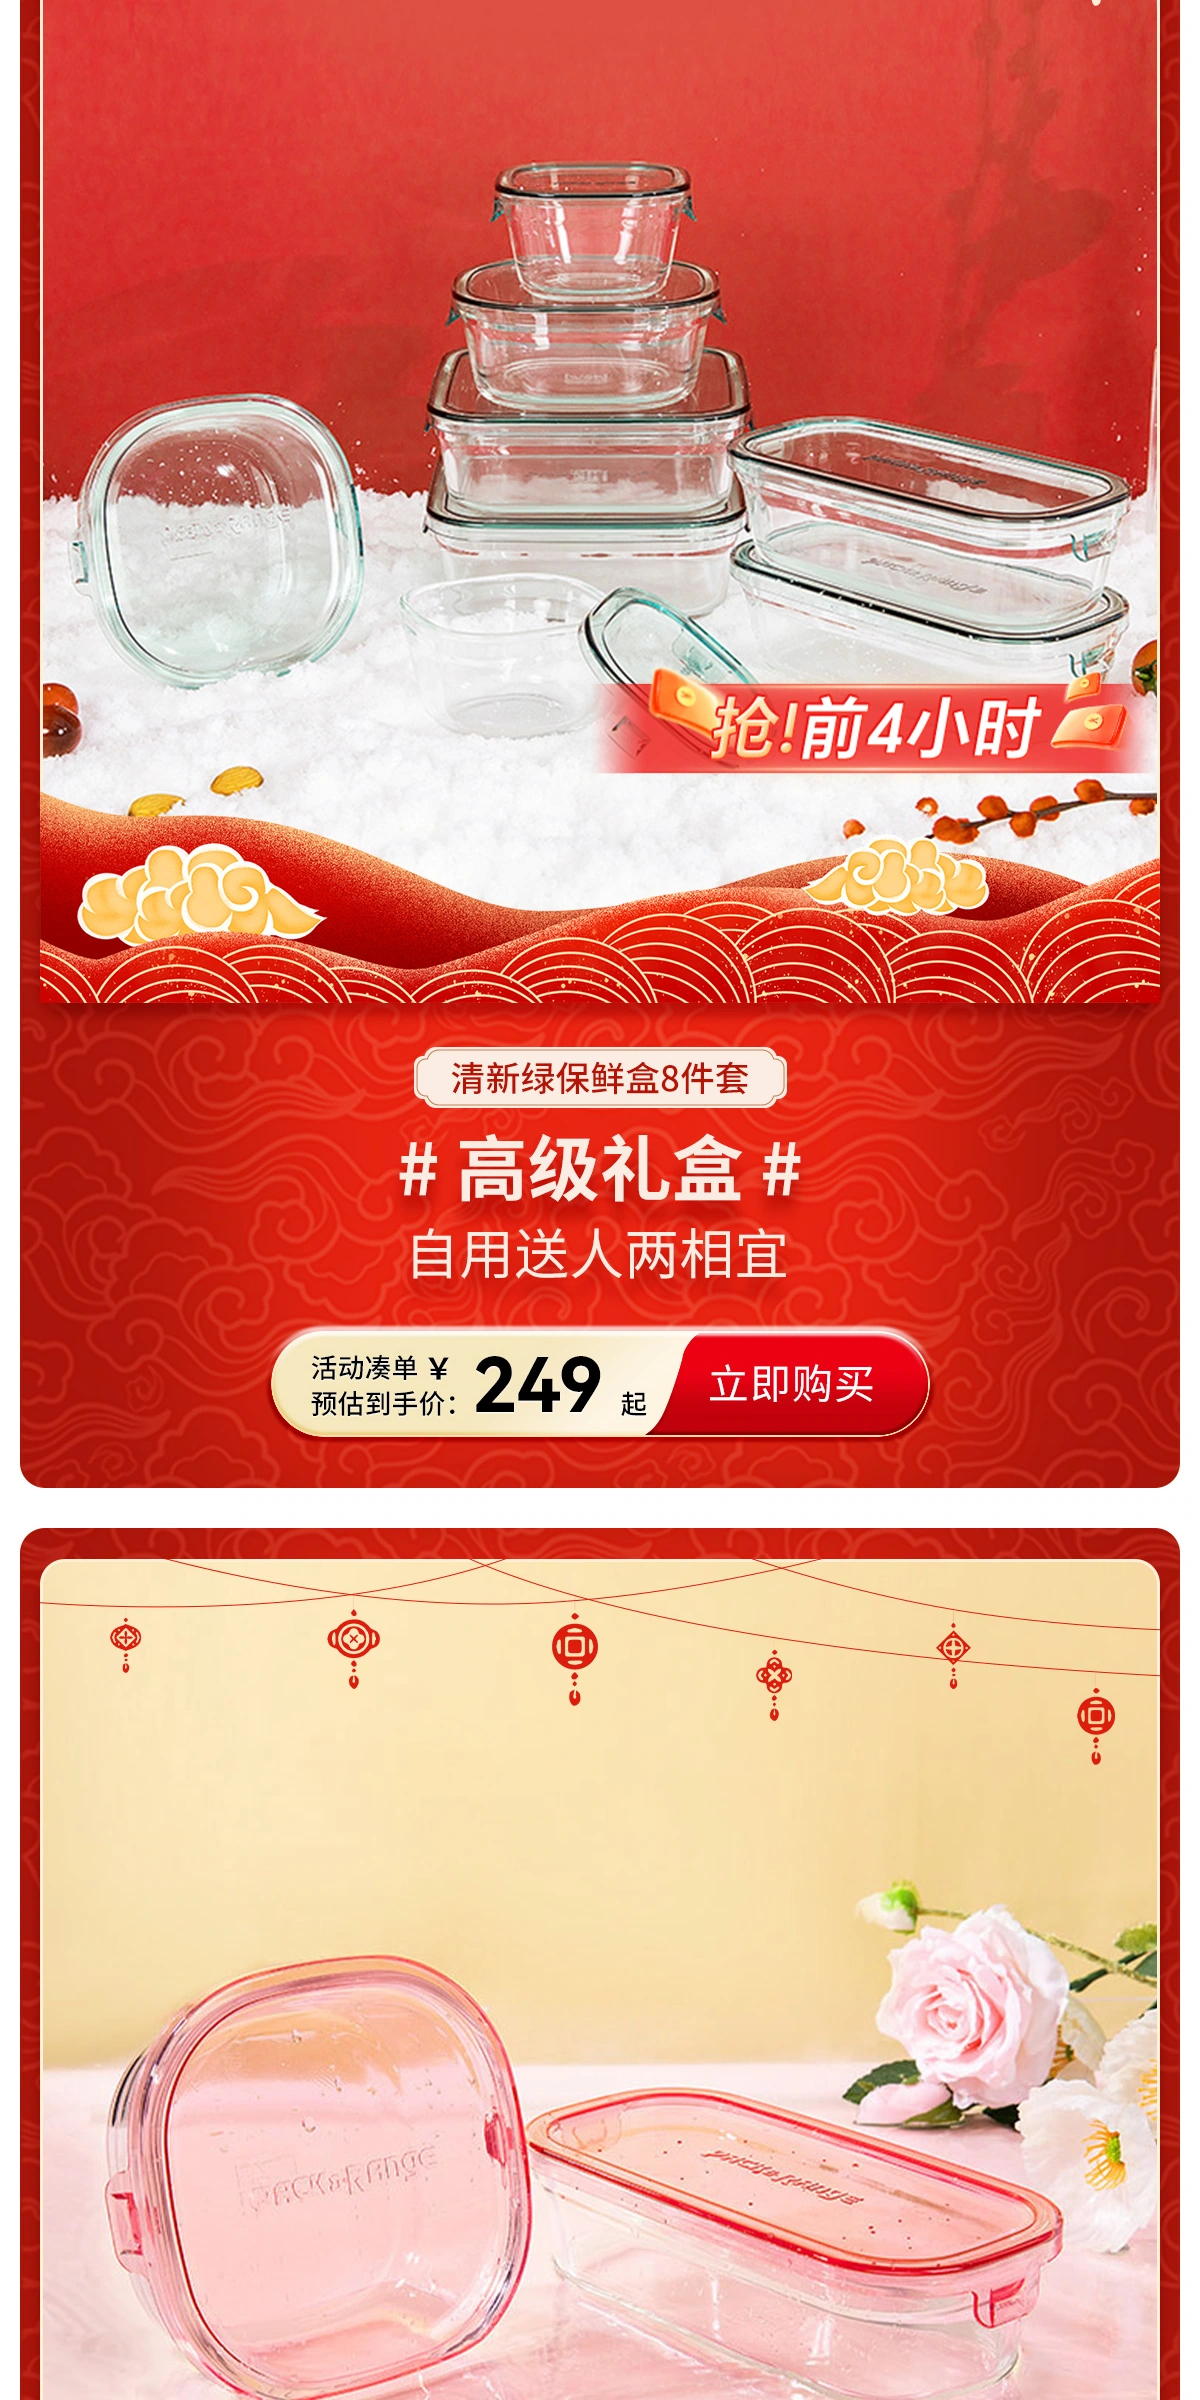 抢!前4小时
清新绿保鲜盒8件套
# 高级礼盒 #
自用送人两相宜
活动凑单 ¥
预估到手价: 249 起
立即购买